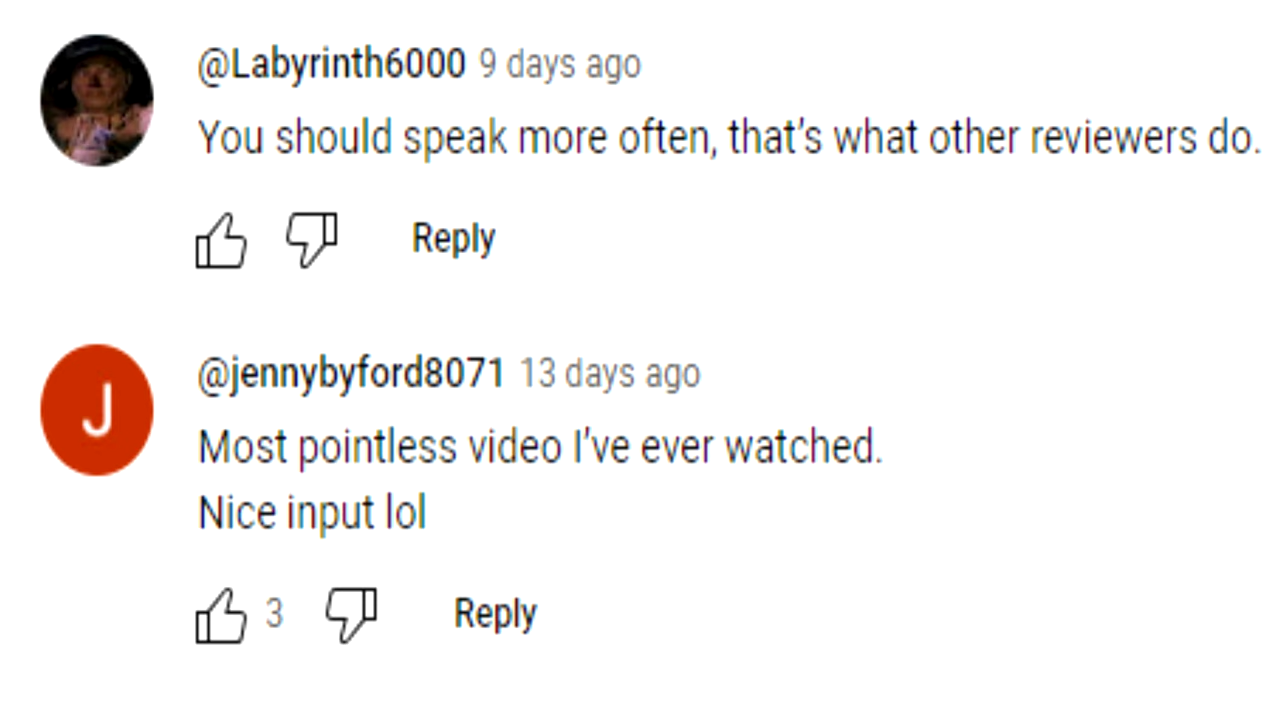 @Labyrinth6000 9 days ago
You should speak more often, that’s what other reviewers do.
Reply
J
@jennybyford8071 13 days ago
Most pointless video I’ve ever watched.
Nice input lol
3 Reply